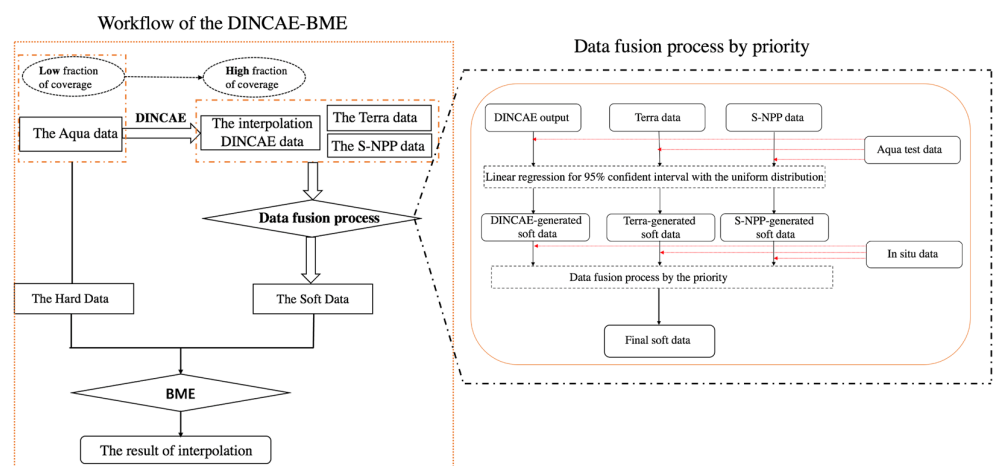 Workflow of the DINCAE-BME
Low fraction
of coverage
High fraction
of coverage
The Aqua data
DINCAE
The interpolation
DINCAE data
The Terra data
The S-NPP data
Data fusion process
The Hard Data
The Soft Data
BME
The result of interpolation
Data fusion process by priority
DINCAE output
Terra data
S-NPP data
Aqua test data
Linear regression for 95% confident interval with the uniform distribution
DINCAE-generated
soft data
Terra-generated
soft data
S-NPP-generated
soft data
In situ data
Data fusion process by the priority
Final soft data